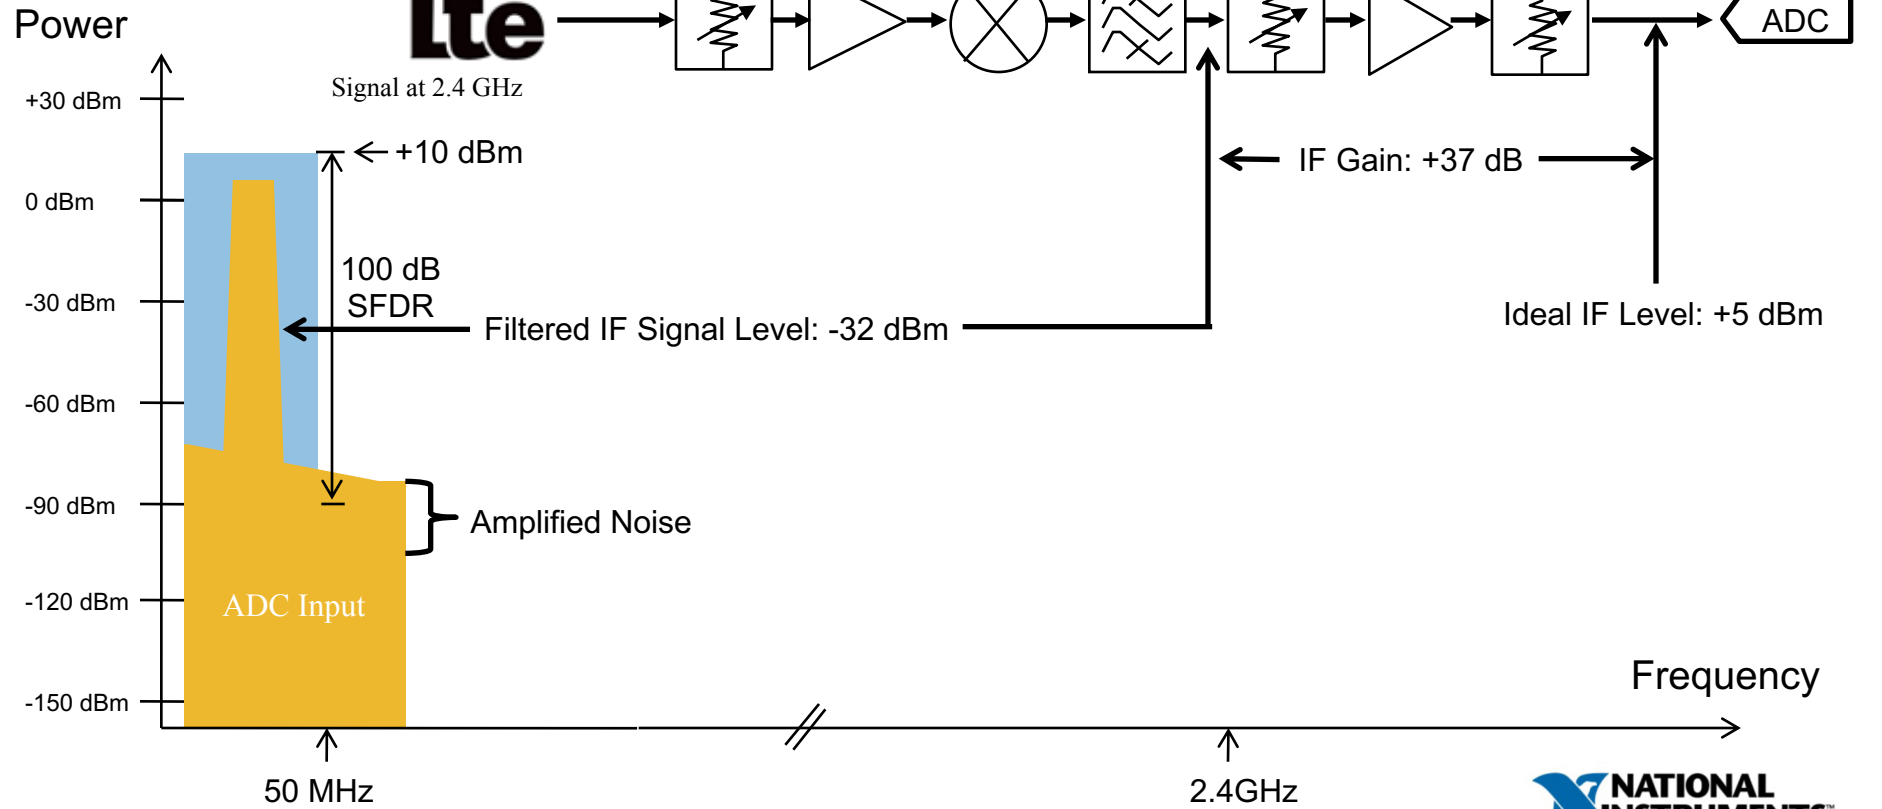 Power
lte
ADC
Signal at 2.4 GHz
+30 dBm
+10 dBm
IF Gain: +37 dB
0 dBm
100 dB
SFDR
-30 dBm
Filtered IF Signal Level: -32 dBm
Ideal IF Level: +5 dBm
-60 dBm
-90 dBm
Amplified Noise
-120 dBm
ADC Input
-150 dBm
Frequency
50 MHz
2.4GHz
NATIONAL
INSTRUMENTS™